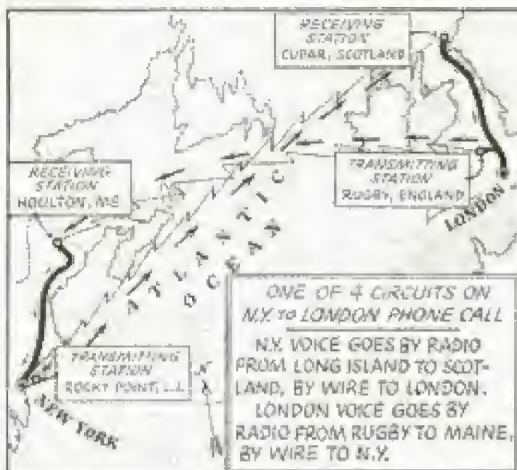 RECEIVING
STATION
CUPAR, SCOTLAND
RECEIVING
STATION
HOULTON, ME
TRANSMITTING
STATION
RUGBY, ENGLAND
LONDON
ATLANTIC
OCEAN
TRANSMITTING
STATION
ROCKY POINT, L.I.
NEW YORK
N
ONE OF 4 CIRCUITS ON
N.Y. TO LONDON PHONE CALL
N.Y. VOICE GOES BY RADIO
FROM LONG ISLAND TO SCOT-
LAND, BY WIRE TO LONDON.
LONDON VOICE GOES BY
RADIO FROM RUGBY TO MAINE,
BY WIRE TO N.Y.